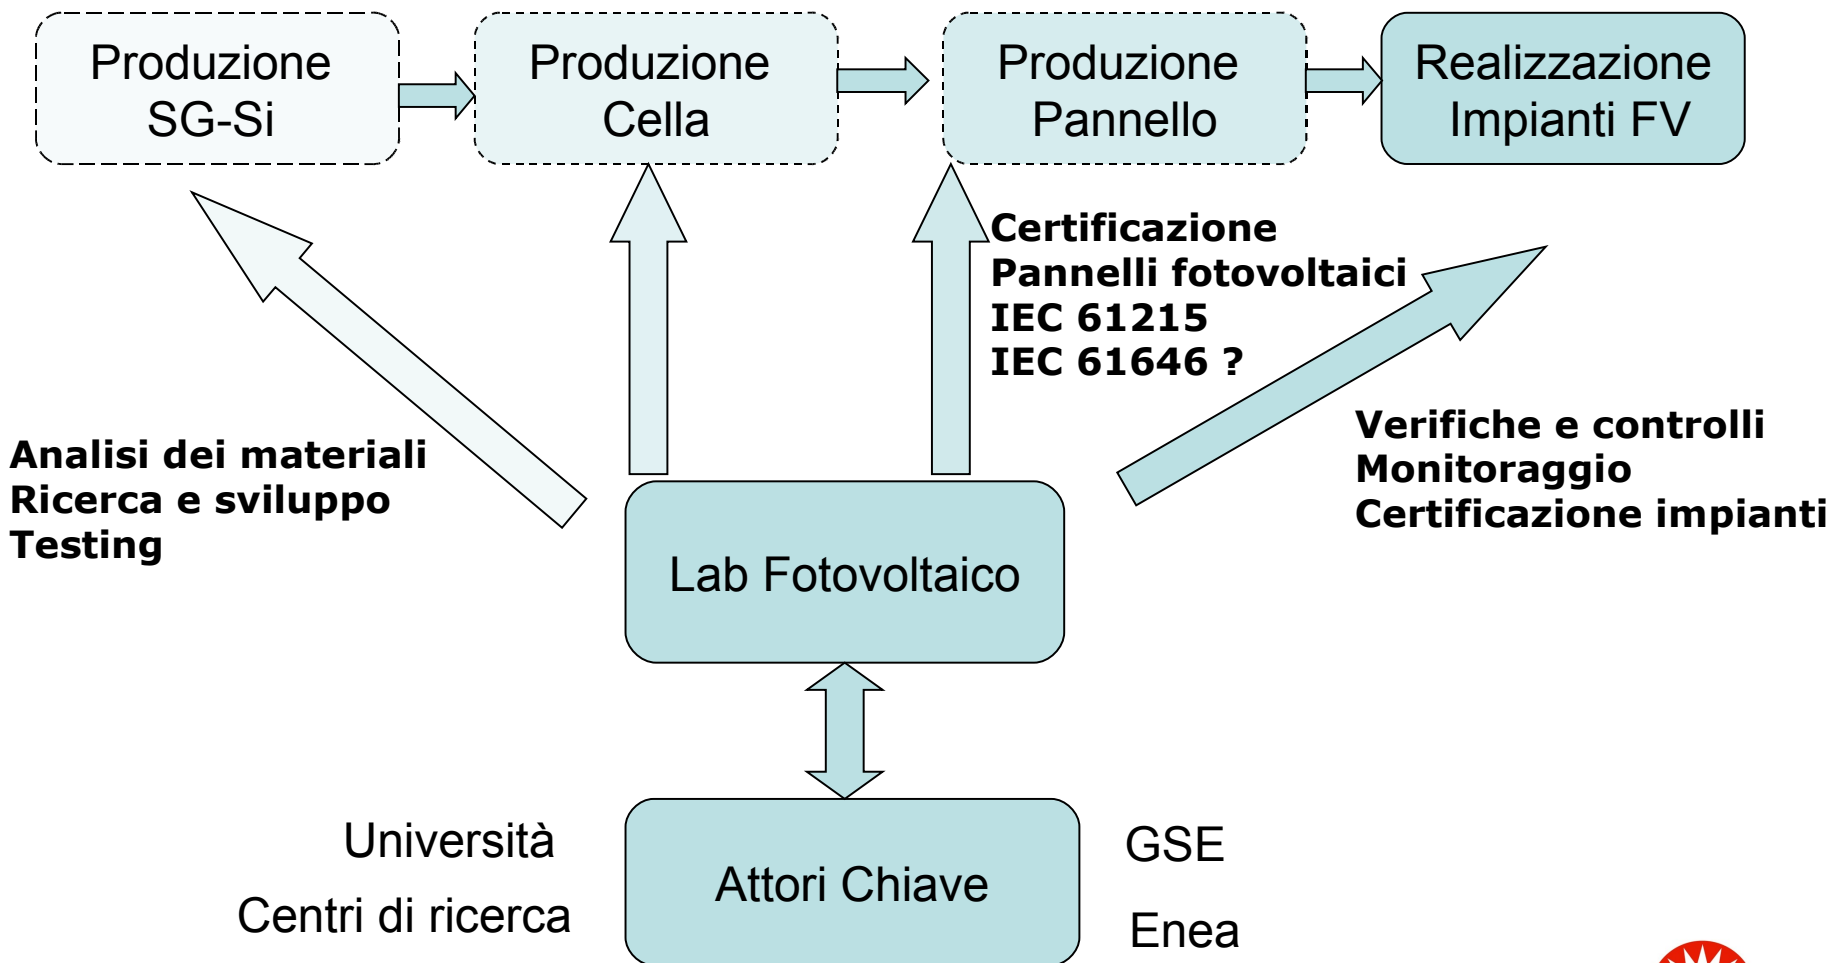 Produzione
SG-Si
Produzione
Cella
Produzione
Pannello
Realizzazione
Impianti FV
Certificazione
Pannelli fotovoltaici
IEC 61215
IEC 61646 ?
Analisi dei materiali
Ricerca e sviluppo
Testing
Verifiche e controlli
Monitoraggio
Certificazione impianti
Lab Fotovoltaico
Università
Centri di ricerca
Attori Chiave
GSE
Enea